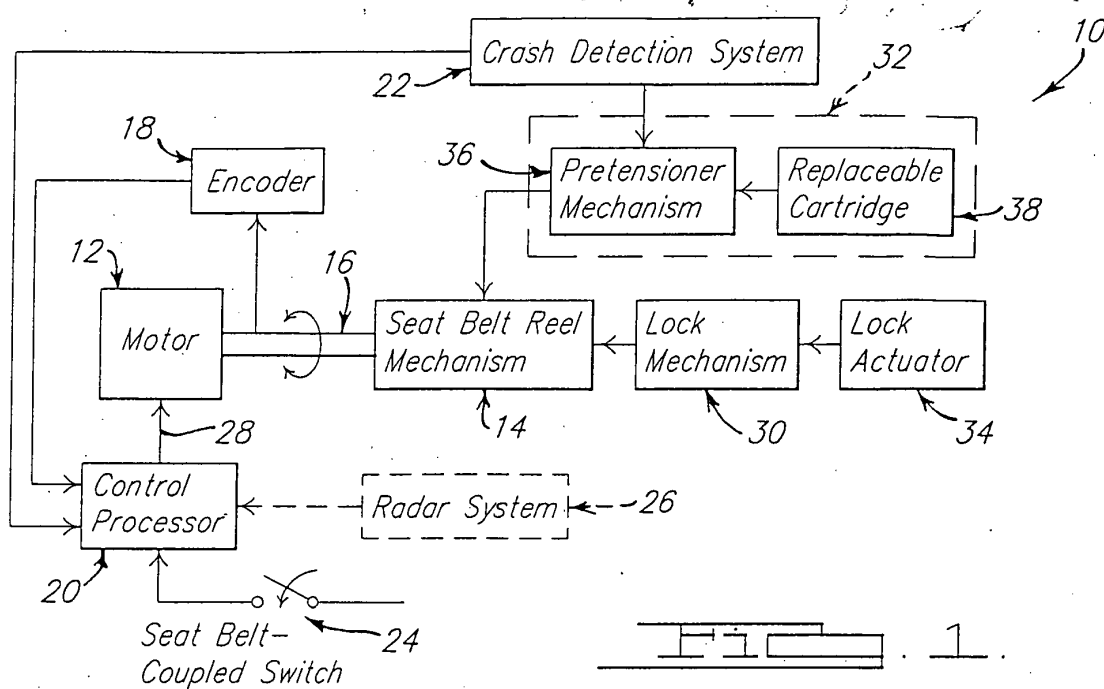 Crash Detection System
22
32
10
18
Encoder
36
Pretensioner
Mechanism
Replaceable
Cartridge
38
12
Motor
16
Seat Belt Reel
Mechanism
14
Lock
Mechanism
30
Lock
Actuator
34
28
Control
Processor
20
Radar System
26
24
Seat Belt-
Coupled Switch
FIG. 1.